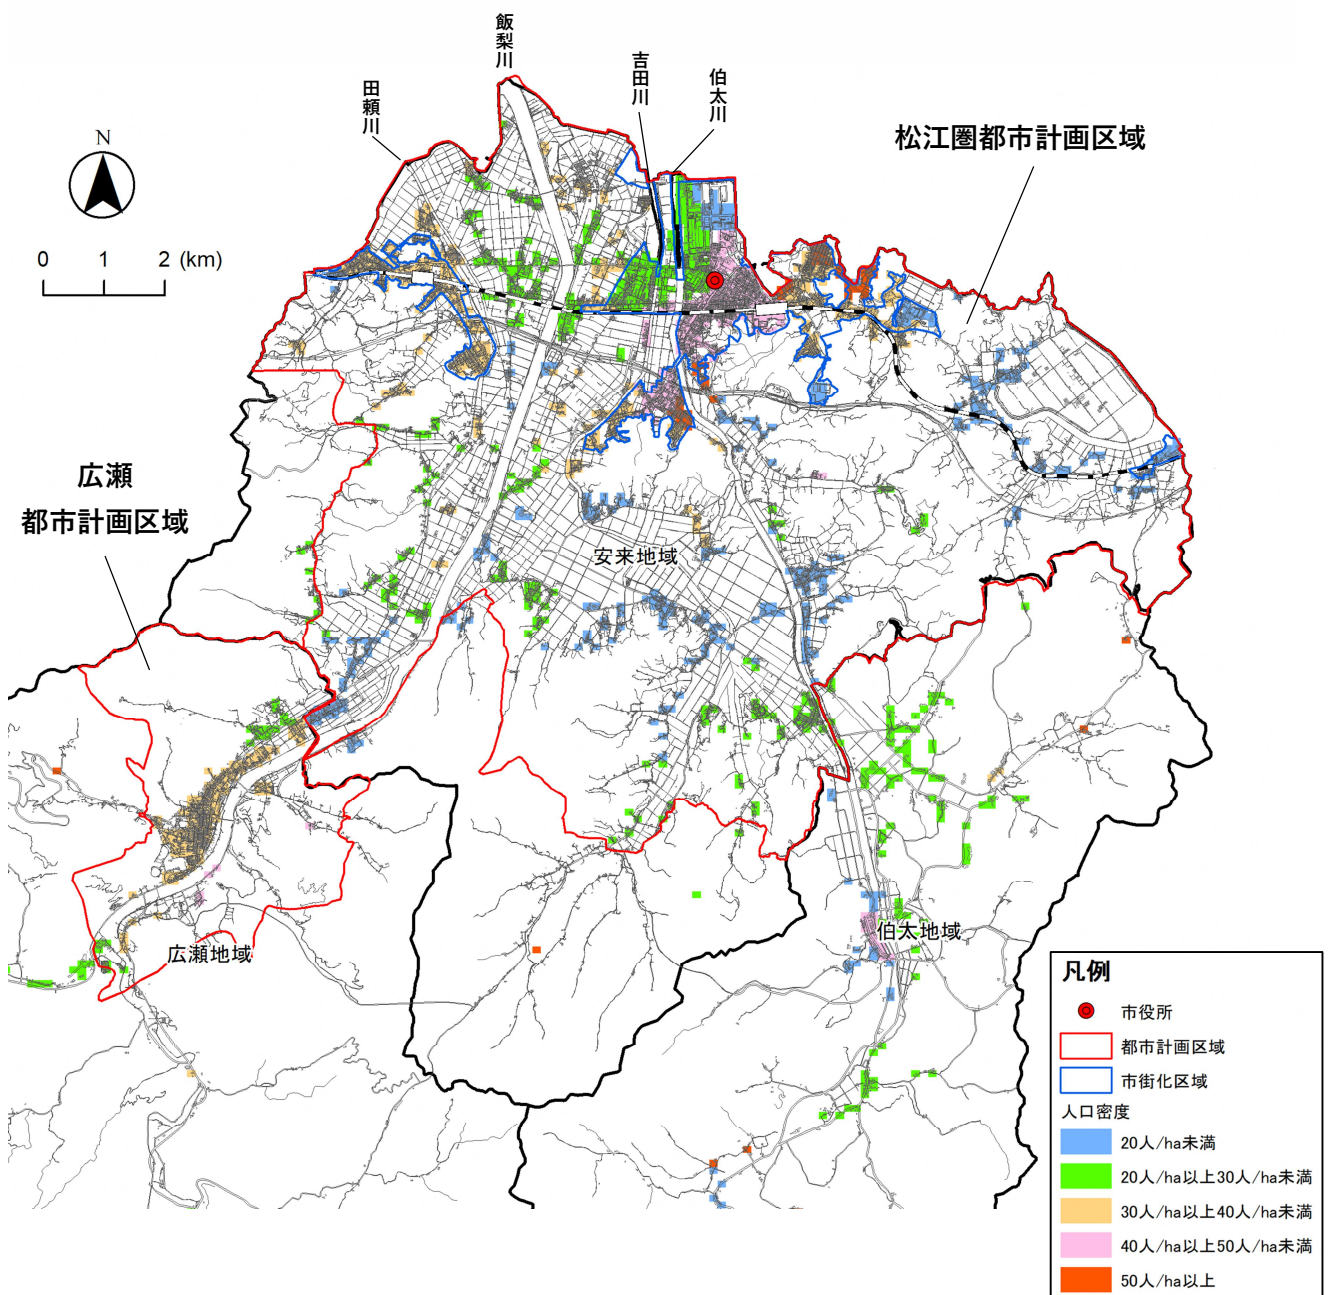 飯梨川
吉田川
伯太川
田頼川
松江圏都市計画区域
N
0 1 2 (km)
広瀬
都市計画区域
安来地域
広瀬地域
伯太地域
凡例
市役所
都市計画区域
市街化区域
人口密度
20人/ha未満
20人/ha以上30人/ha未満
30人/ha以上40人/ha未満
40人/ha以上50人/ha未満
50人/ha以上